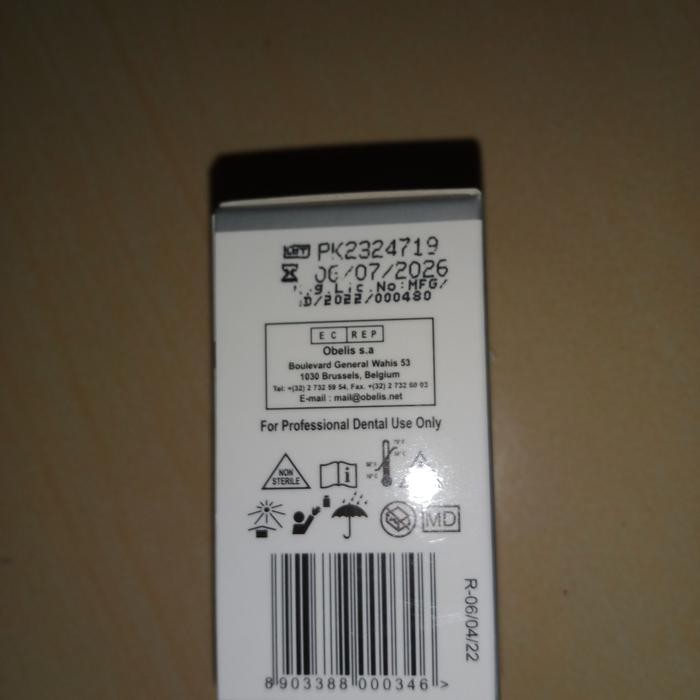 LOT PK2324719
06/07/2026
g.Lic.No:MFG/
D/2022/000480
EC REP
Obelis s.a
Boulevard General Wahis 53
1030 Brussels, Belgium
Tel: +(32) 2 732 59 54, Fax. +(32) 2 732 60 03
E-mail : mail@obelis.net
For Professional Dental Use Only
NON
STERILE
i
MD
R-06/04/22
8 903388 000346 >